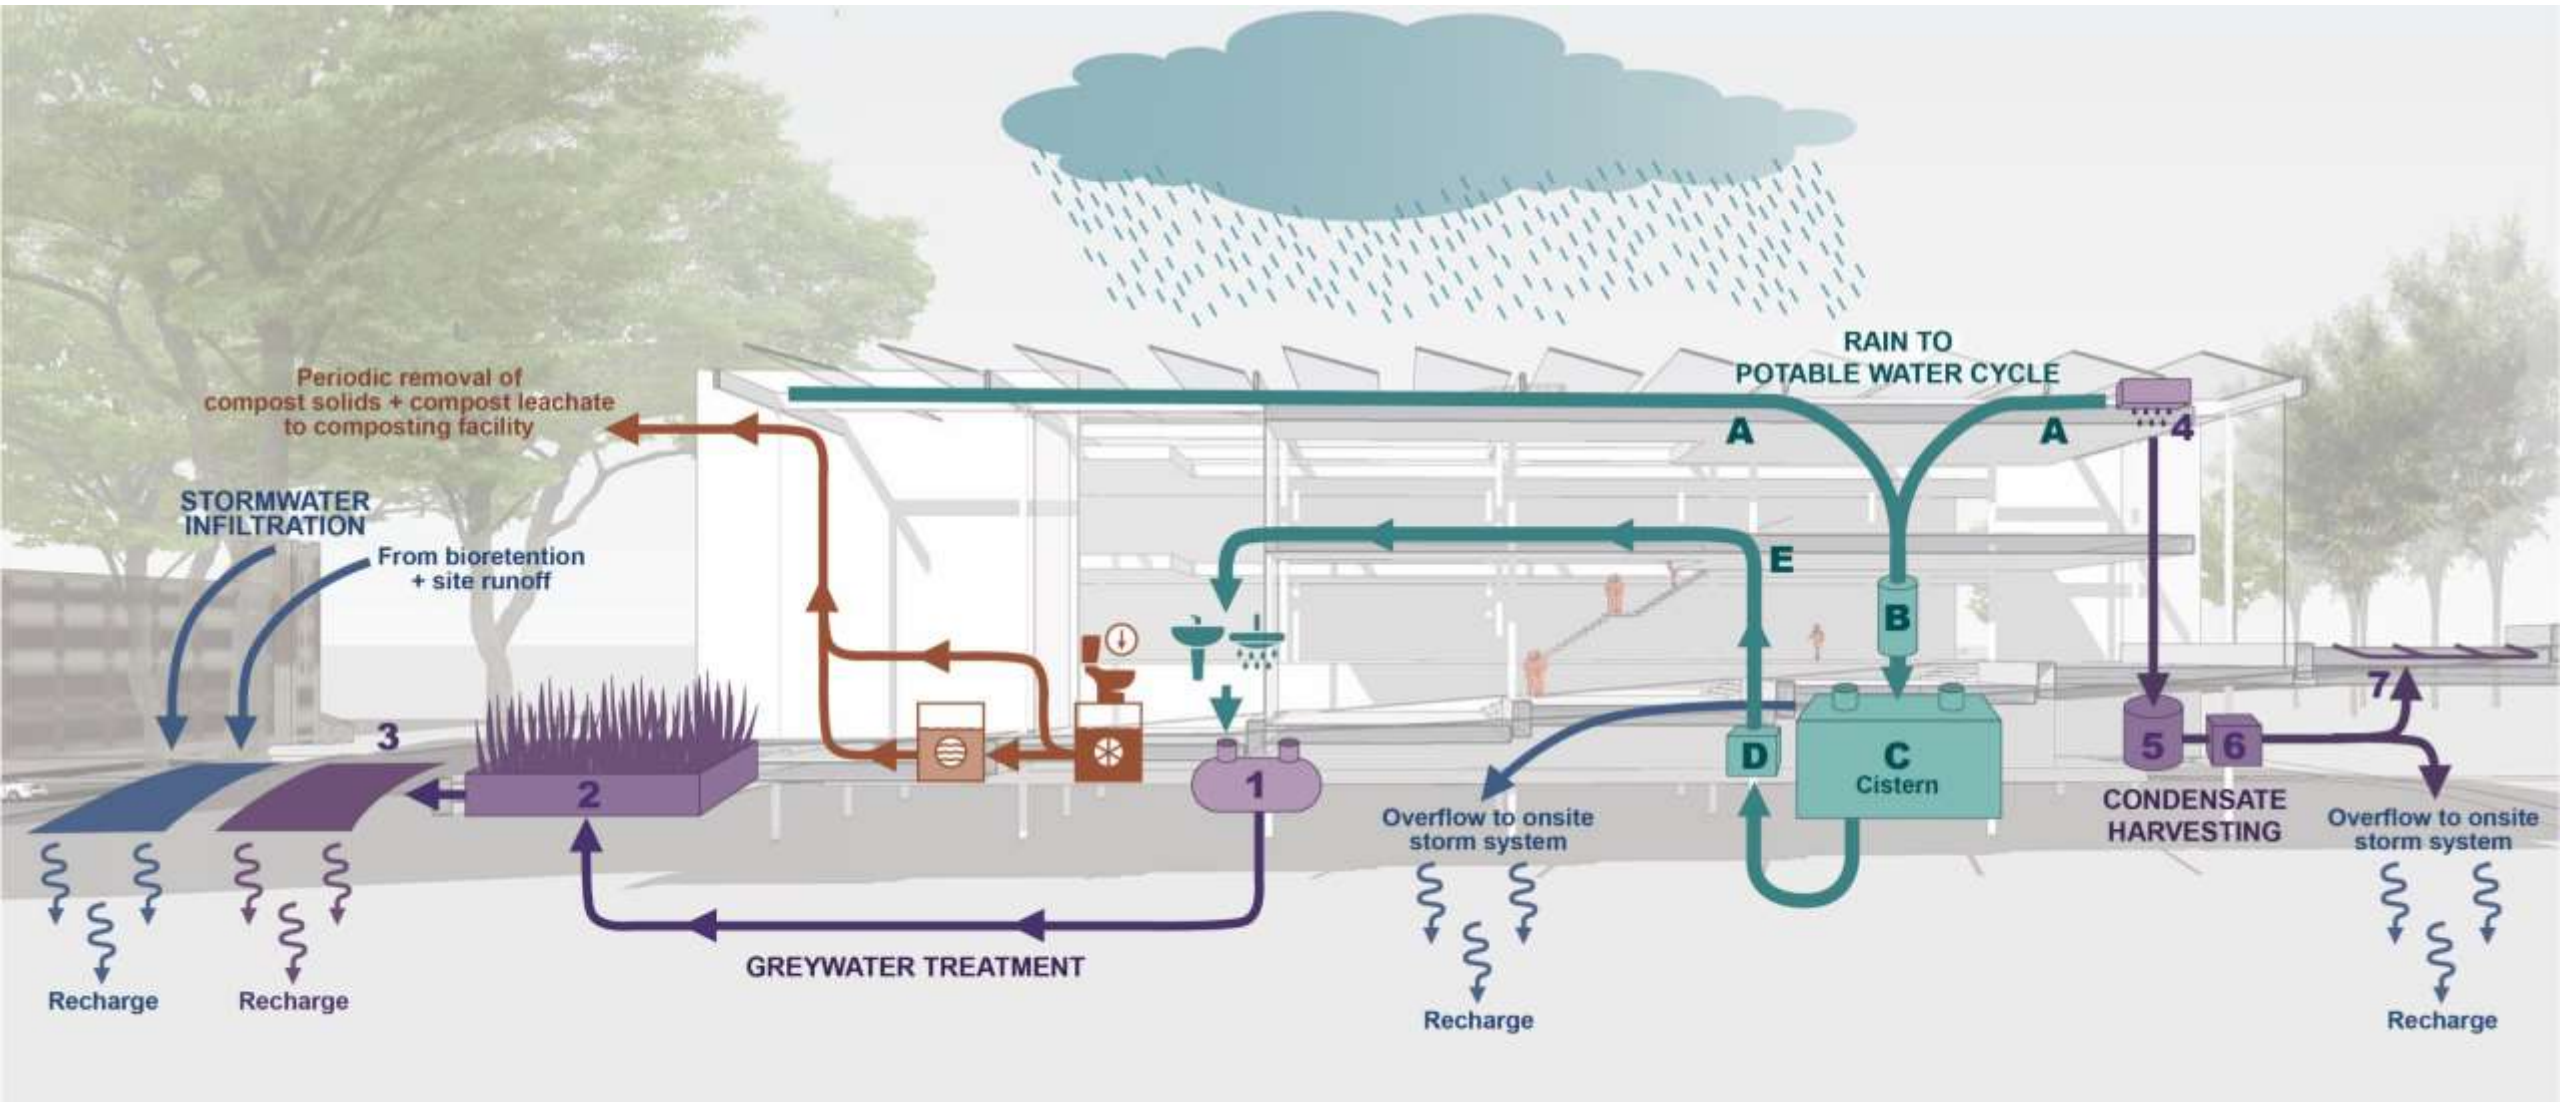 RAIN TO
POTABLE WATER CYCLE
Periodic removal of
compost solids + compost leachate
to composting facility
A
A
4
STORMWATER
INFILTRATION
From bioretention
+ site runoff
E
B
7
3
D
C
Cistern
5
6
1
2
CONDENSATE
HARVESTING
Overflow to onsite
storm system
Overflow to onsite
storm system
GREYWATER TREATMENT
Recharge
Recharge
Recharge
Recharge